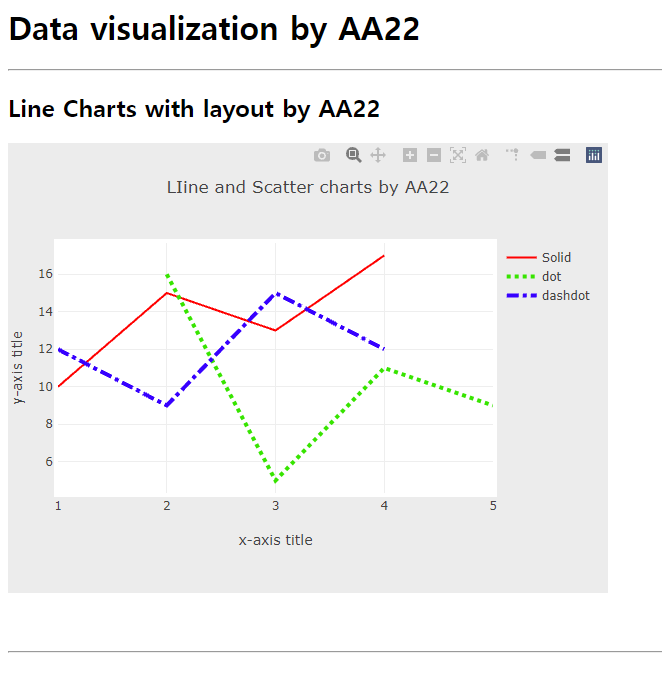 Data visualization by AA22
Line Charts with layout by AA22
LIine and Scatter charts by AA22
Solid
dot
dashdot
16
14
12
10
8
6
y-axis title
1 2 3 4 5
x-axis title